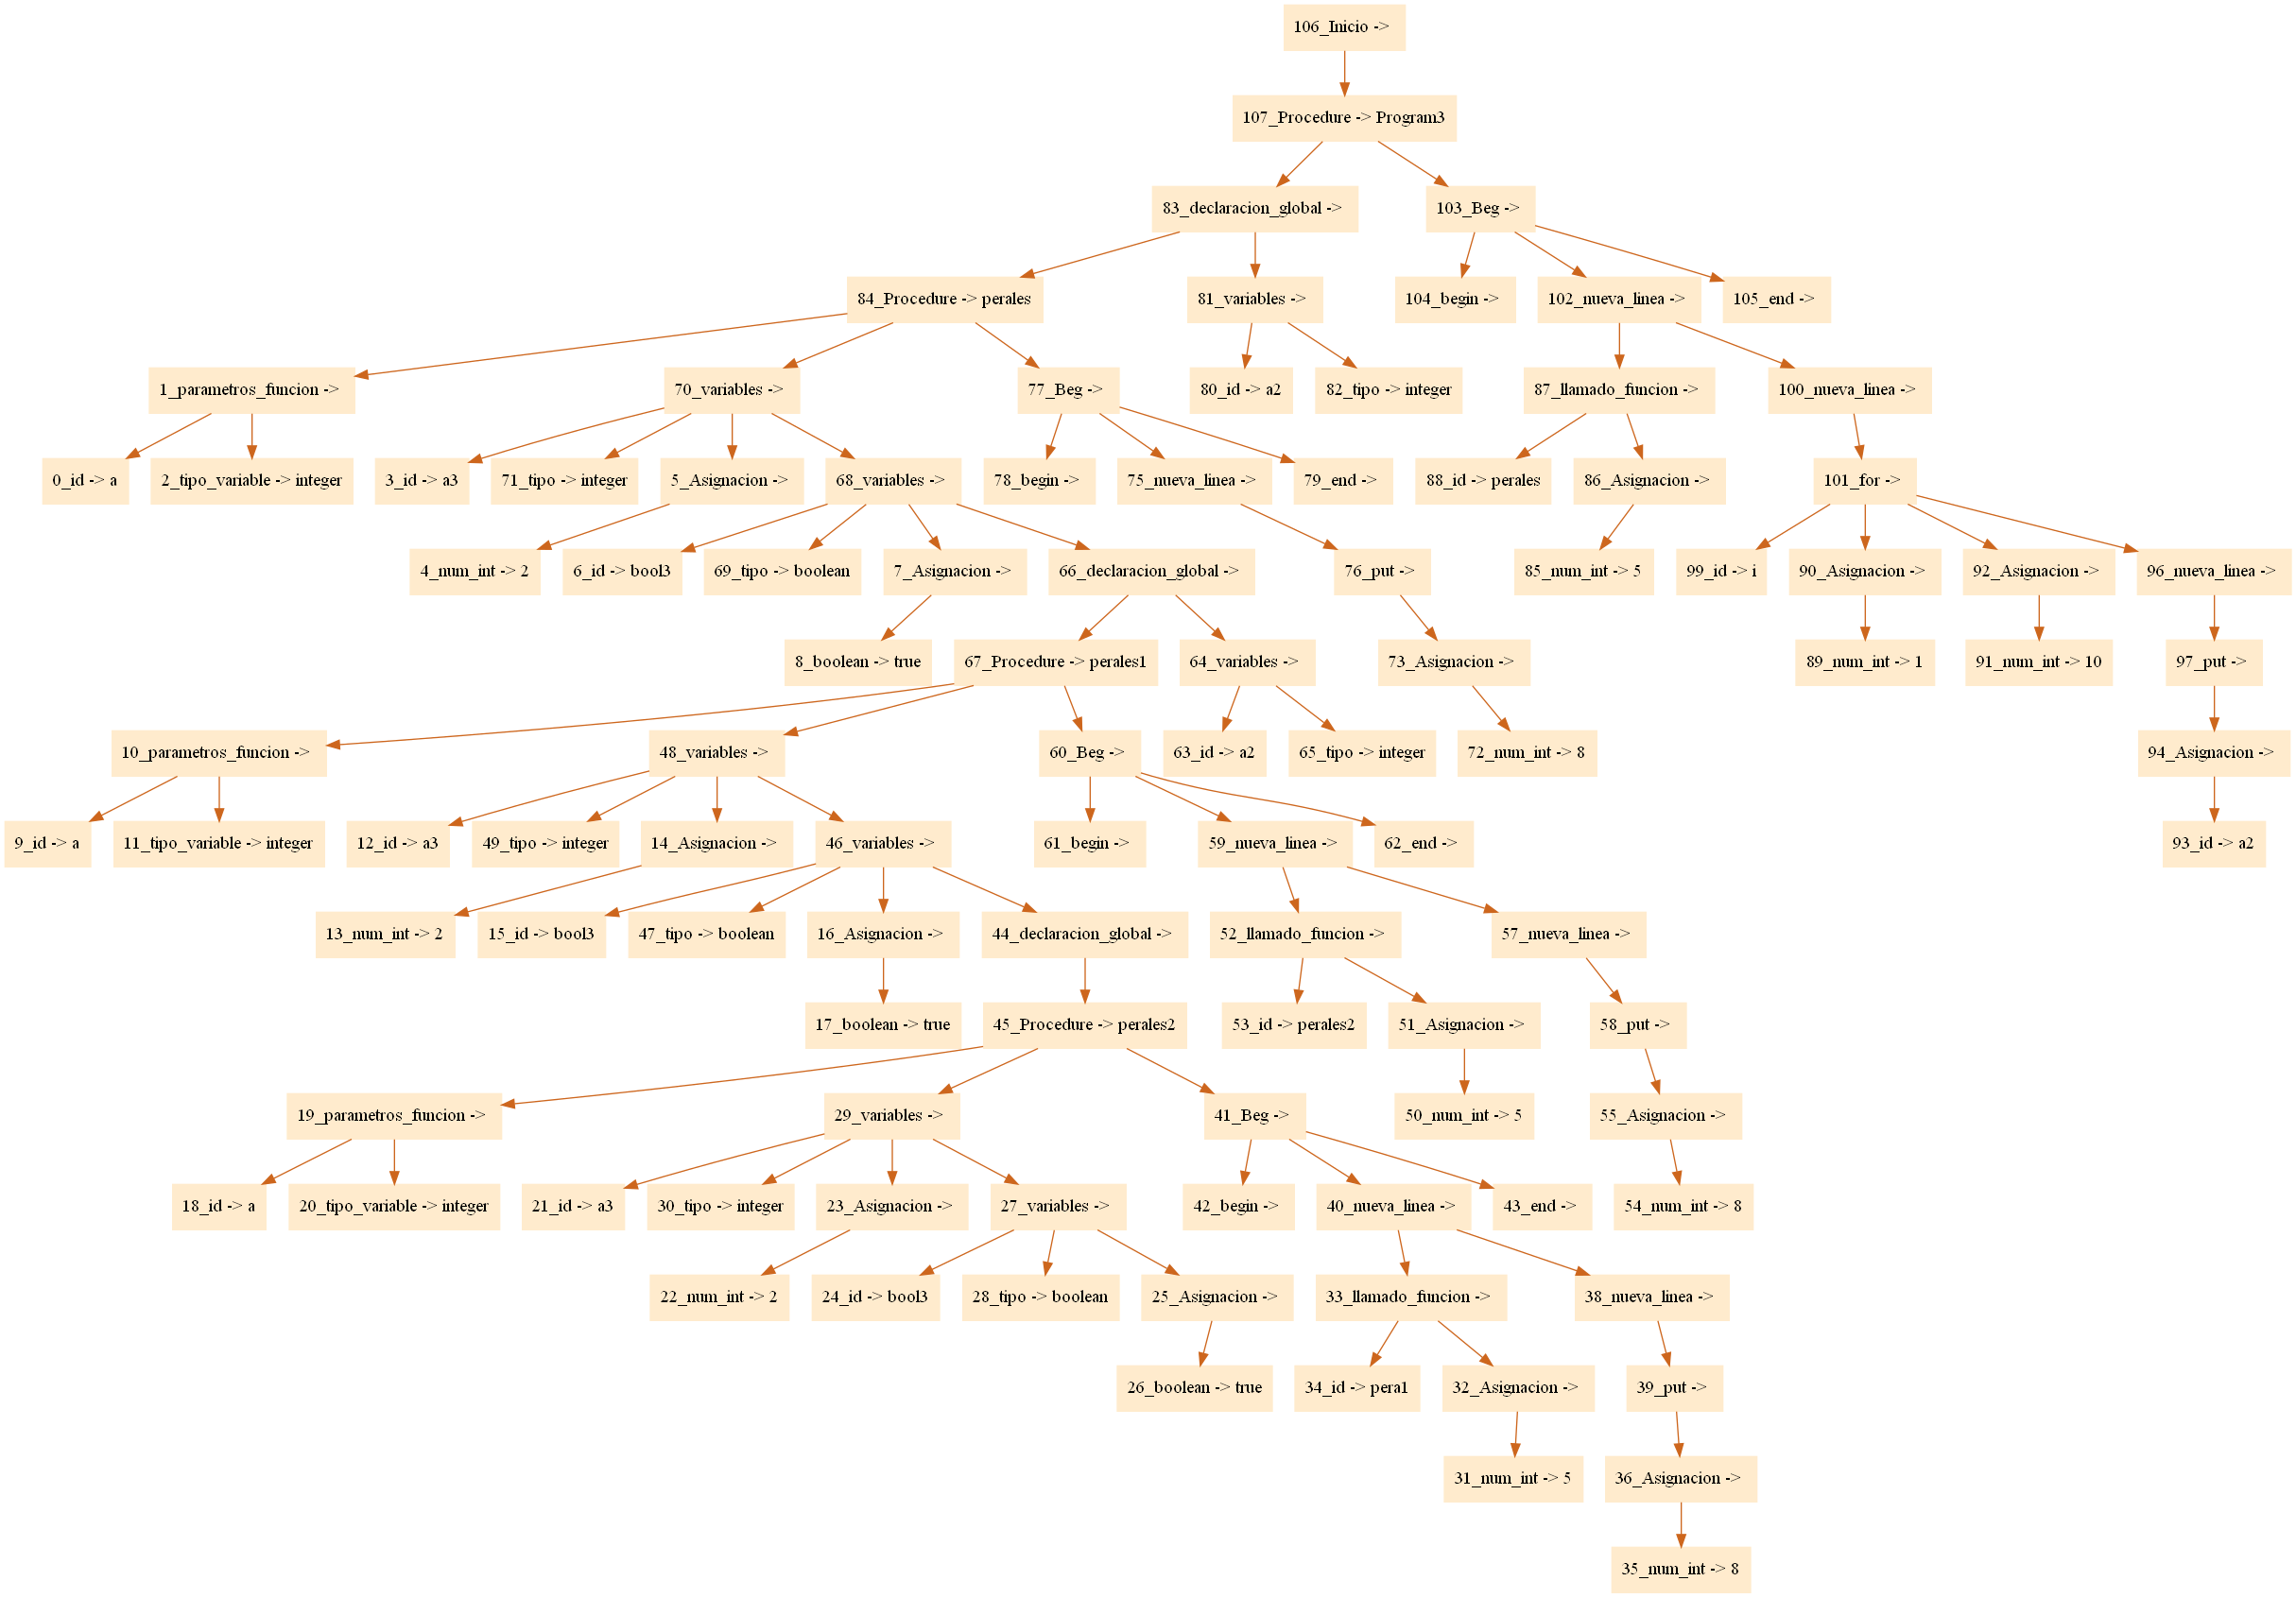 106_Inicio ->
107_Procedure -> Program3
83_declaracion_global ->
103_Beg ->
84_Procedure -> perales
81_variables ->
104_begin ->
102_nueva_linea ->
105_end ->
1_parametros_funcion ->
70_variables ->
77_Beg ->
80_id -> a2
82_tipo -> integer
87_llamado_funcion ->
100_nueva_linea ->
0_id -> a
2_tipo_variable -> integer
3_id -> a3
71_tipo -> integer
5_Asignacion ->
68_variables ->
78_begin ->
75_nueva_linea ->
79_end ->
88_id -> perales
86_Asignacion ->
101_for ->
4_num_int -> 2
6_id -> bool3
69_tipo -> boolean
7_Asignacion ->
66_declaracion_global ->
76_put ->
85_num_int -> 5
99_id -> i
90_Asignacion ->
92_Asignacion ->
96_nueva_linea ->
8_boolean -> true
67_Procedure -> perales1
64_variables ->
73_Asignacion ->
89_num_int -> 1
91_num_int -> 10
97_put ->
10_parametros_funcion ->
48_variables ->
60_Beg ->
63_id -> a2
65_tipo -> integer
72_num_int -> 8
94_Asignacion ->
9_id -> a
11_tipo_variable -> integer
12_id -> a3
49_tipo -> integer
14_Asignacion ->
46_variables ->
61_begin ->
59_nueva_linea ->
62_end ->
93_id -> a2
13_num_int -> 2
15_id -> bool3
47_tipo -> boolean
16_Asignacion ->
44_declaracion_global ->
52_llamado_funcion ->
57_nueva_linea ->
17_boolean -> true
45_Procedure -> perales2
53_id -> perales2
51_Asignacion ->
58_put ->
19_parametros_funcion ->
29_variables ->
41_Beg ->
50_num_int -> 5
55_Asignacion ->
18_id -> a
20_tipo_variable -> integer
21_id -> a3
30_tipo -> integer
23_Asignacion ->
27_variables ->
42_begin ->
40_nueva_linea ->
43_end ->
54_num_int -> 8
22_num_int -> 2
24_id -> bool3
28_tipo -> boolean
25_Asignacion ->
33_llamado_funcion ->
38_nueva_linea ->
26_boolean -> true
34_id -> pera1
32_Asignacion ->
39_put ->
31_num_int -> 5
36_Asignacion ->
35_num_int -> 8